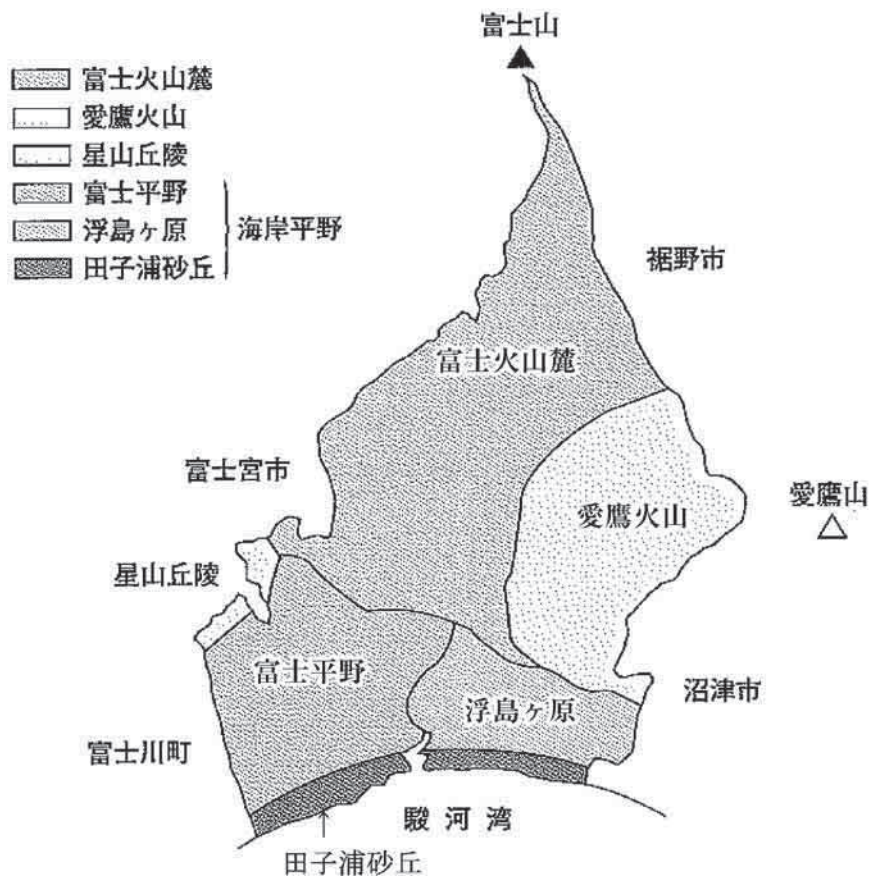 富士山
富士火山麓
愛鷹火山
星山丘陵
富士平野
浮島ヶ原
田子浦砂丘
海岸平野
裾野市
富士火山麓
富士宮市
愛鷹山
愛鷹火山
星山丘陵
富士平野
沼津市
浮島ヶ原
富士川町
駿河湾
田子浦砂丘